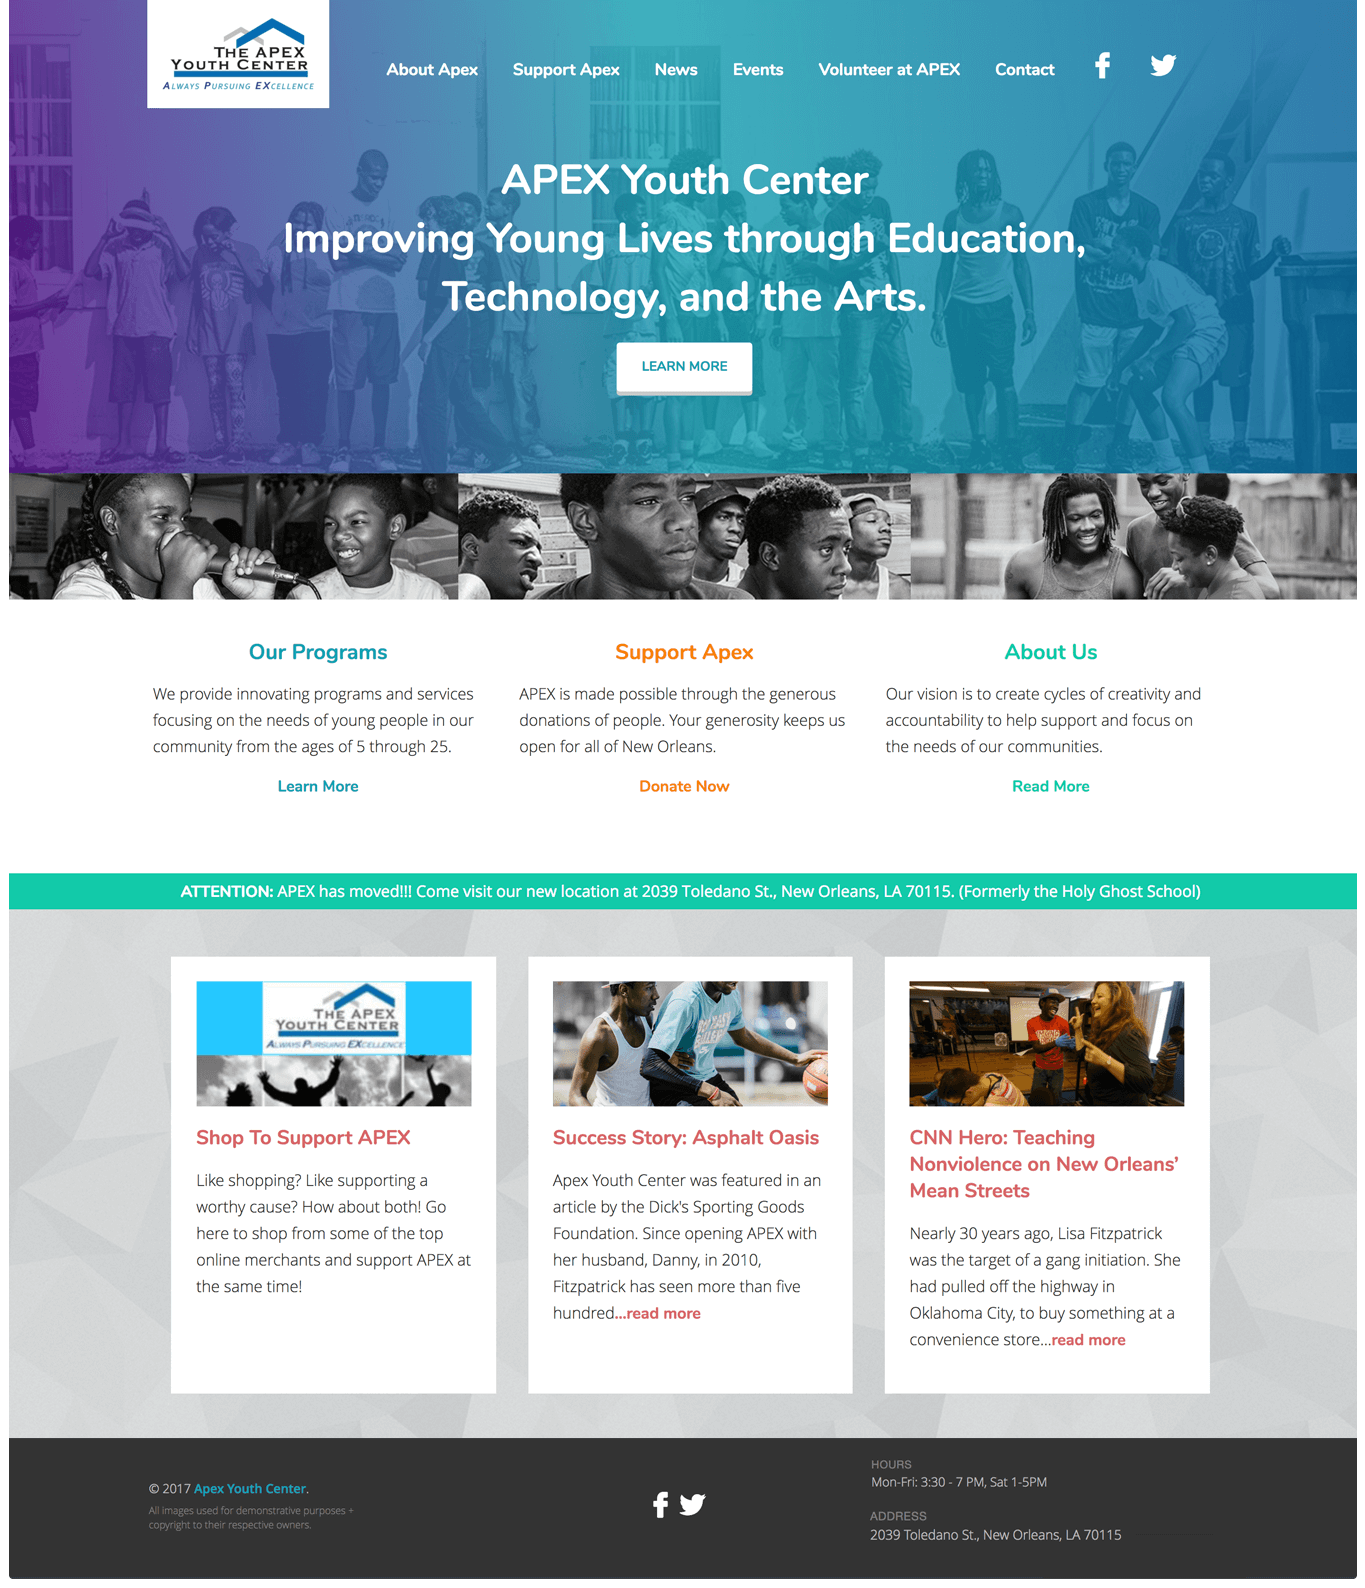 THE APEX
YOUTH CENTER
ALWAYS PURSUING EXCELLENCE
About Apex
Support Apex
News
Events
Volunteer at APEX
Contact
APEX Youth Center
Improving Young Lives through Education,
Technology, and the Arts.
LEARN MORE
Our Programs
We provide innovating programs and services
focusing on the needs of young people in our
community from the ages of 5 through 25.
Learn More
Support Apex
APEX is made possible through the generous
donations of people. Your generosity keeps us
open for all of New Orleans.
Donate Now
About Us
Our vision is to create cycles of creativity and
accountability to help support and focus on
the needs of our communities.
Read More
ATTENTION: APEX has moved!!! Come visit our new location at 2039 Toledano St., New Orleans, LA 70115. (Formerly the Holy Ghost School)
THE APEX
YOUTH CENTER
ALWAYS PURSUING EXCELLENCE
Shop To Support APEX
Like shopping? Like supporting a
worthy cause? How about both! Go
here to shop from some of the top
online merchants and support APEX at
the same time!
Success Story: Asphalt Oasis
Apex Youth Center was featured in an
article by the Dick's Sporting Goods
Foundation. Since opening APEX with
her husband, Danny, in 2010,
Fitzpatrick has seen more than five
hundred...read more
CNN Hero: Teaching
Nonviolence on New Orleans’
Mean Streets
Nearly 30 years ago, Lisa Fitzpatrick
was the target of a gang initiation. She
had pulled off the highway in
Oklahoma City, to buy something at a
convenience store...read more
© 2017 Apex Youth Center.
All images used for demonstrative purposes +
copyright to their respective owners.
HOURS
Mon-Fri: 3:30 - 7 PM, Sat 1-5PM
ADDRESS
2039 Toledano St., New Orleans, LA 70115